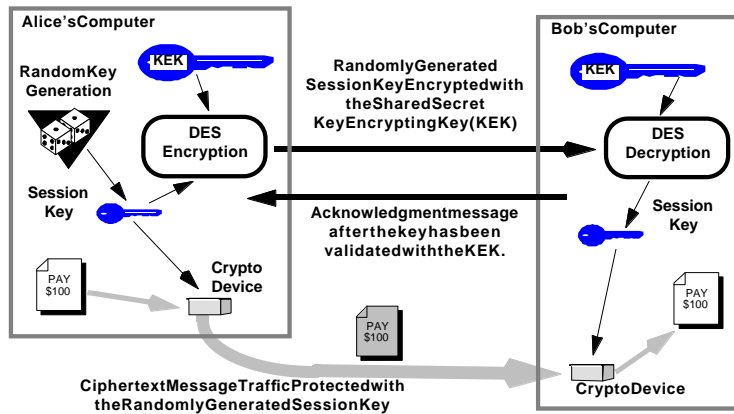 Alice'sComputer
KEK
RandomKey
Generation
DES
Encryption
Session
Key
Crypto
Device
PAY
$100
RandomlyGenerated
SessionKeyEncryptedwith
theSharedSecret
KeyEncryptingKey(KEK)
Acknowledgmentmessage
afterthekeyhasbeen
validatedwiththeKEK.
PAY
$100
CiphertextMessageTrafficProtectedwith
theRandomlyGeneratedSessionKey
Bob'sComputer
KEK
DES
Decryption
Session
Key
PAY
$100
CryptoDevice